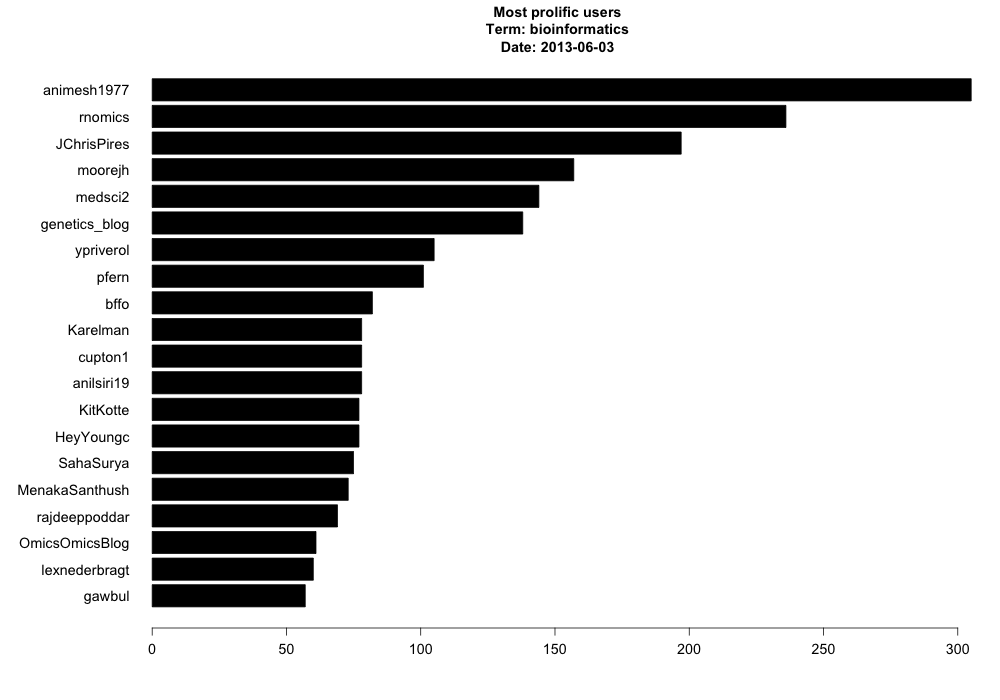 Most prolific users
Term: bioinformatics
Date: 2013-06-03
animesh1977
rnomics
JChrisPires
moorejh
medsci2
genetics_blog
ypriverol
pfern
bffo
Karelman
cupton1
anilsiri19
KitKotte
HeyYoungc
SahaSurya
MenakaSanthush
rajdeeppoddar
OmicsOmicsBlog
lexnederbragt
gawbul
0 50 100 150 200 250 300